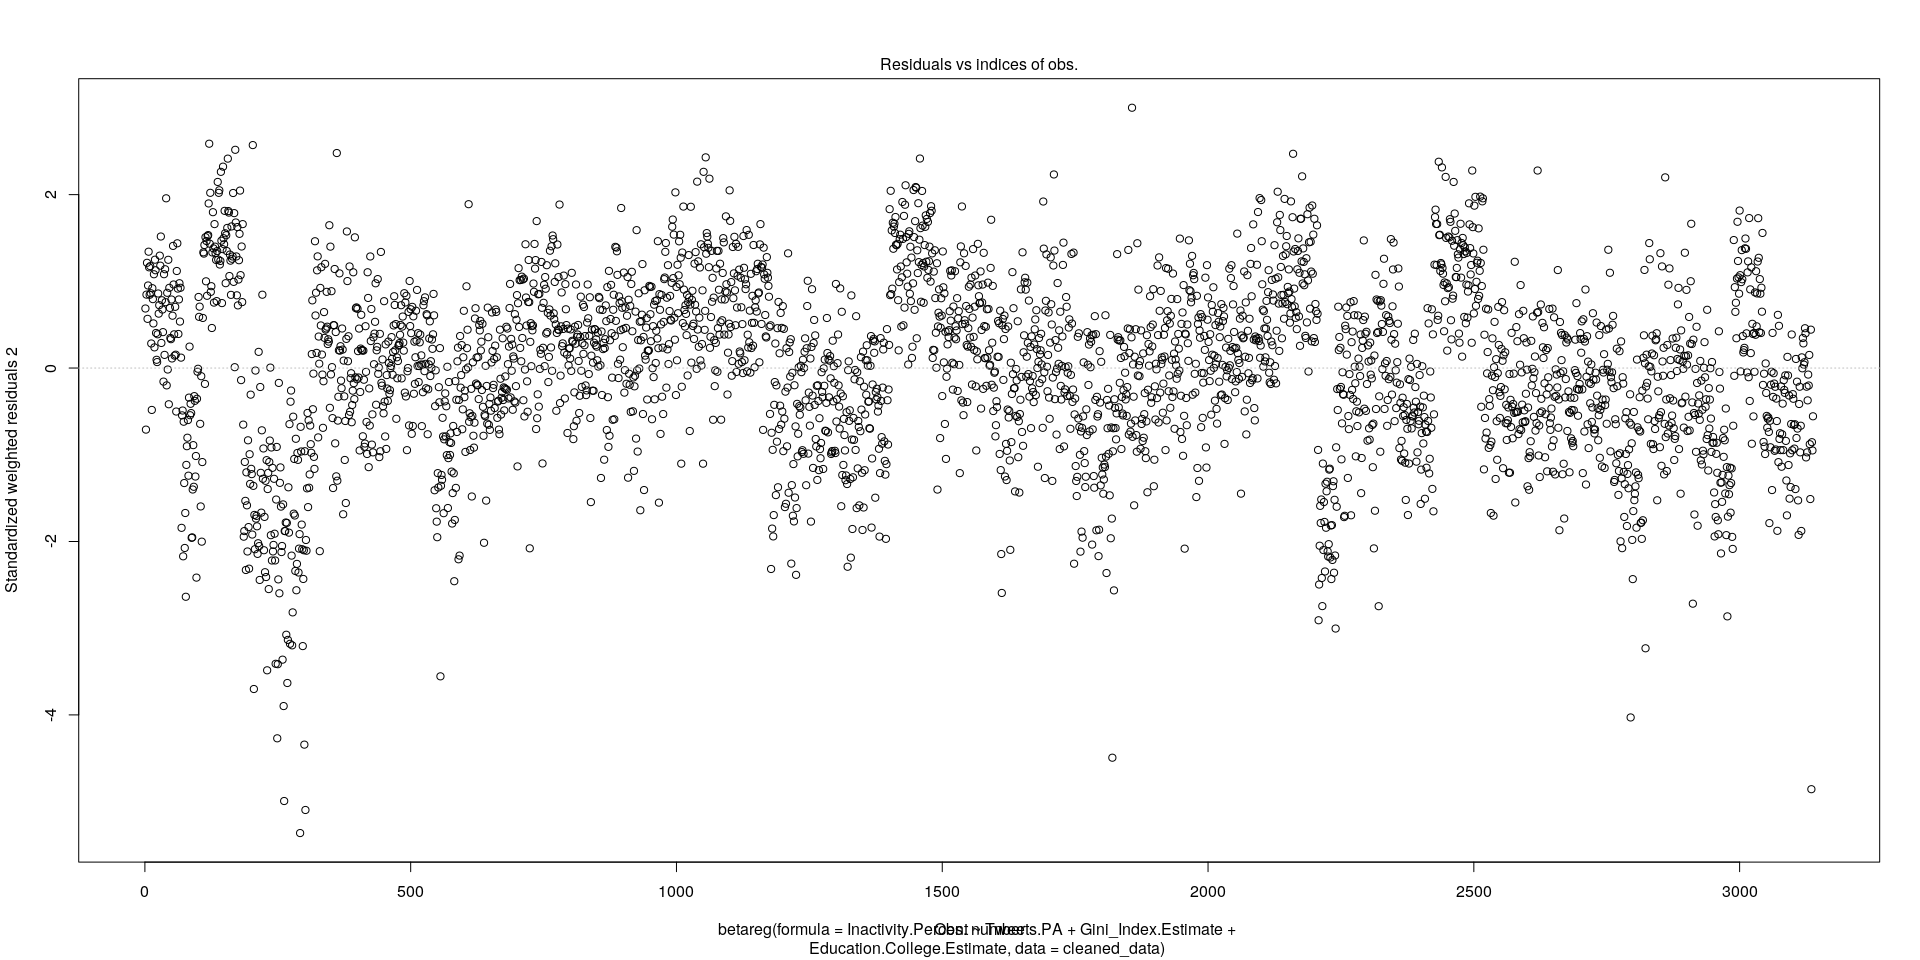 Residuals vs indices of obs.
Standardized weighted residuals 2
2
0
-2
-4
0 500 1000 1500 2000 2500 3000
Obs. number
betareg(formula = Inactivity.Percent ~ Tweets.PA + Gini_Index.Estimate +
Education.College.Estimate, data = cleaned_data)